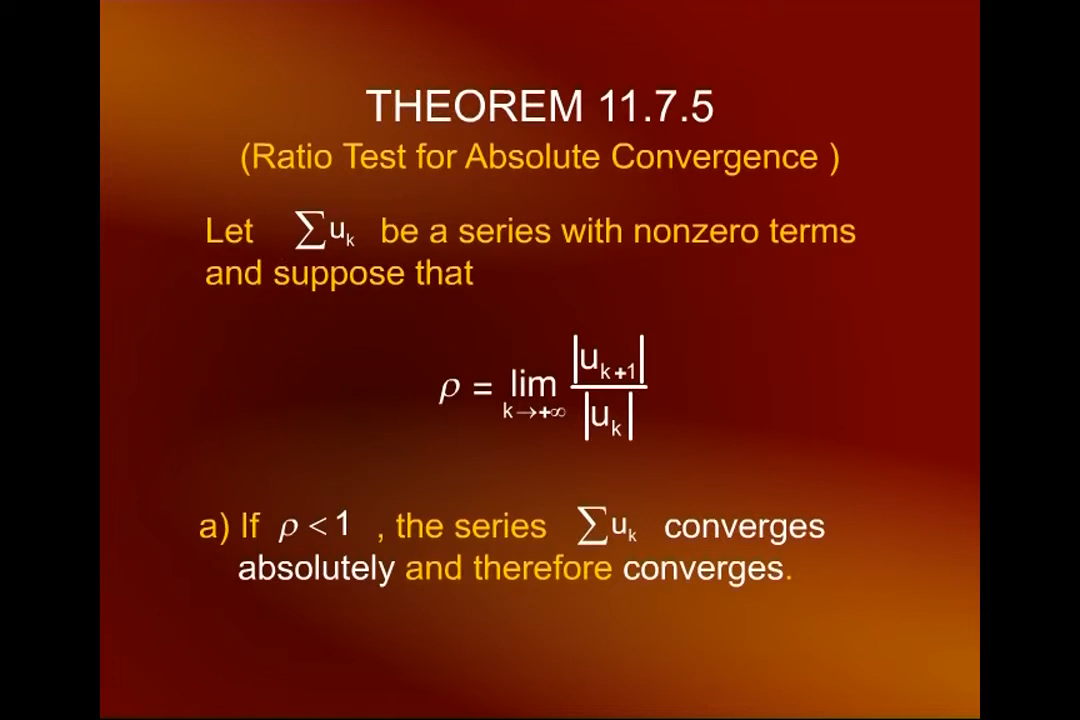 THEOREM 11.7.5
(Ratio Test for Absolute Convergence )
Let ∑uₖ be a series with nonzero terms
and suppose that
ρ = lim k→+∞ |uₖ₊₁| / |uₖ|
a) If ρ < 1 , the series ∑uₖ converges
absolutely and therefore converges.